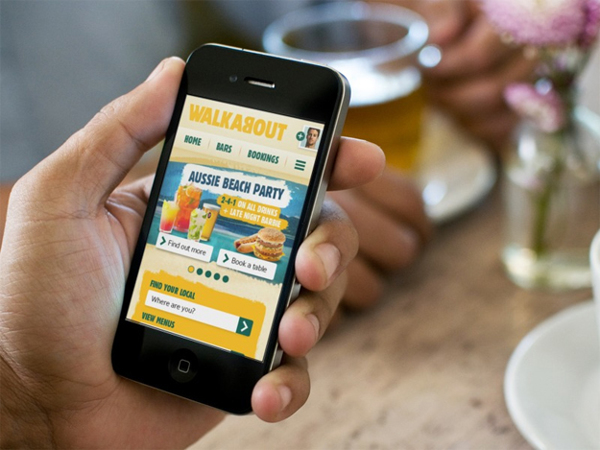 WALKABOUT
HOME BARS BOOKINGS
AUSSIE BEACH PARTY
2-4-1 ON ALL DRINKS
+ LATE NIGHT BARBIE
Find out more
Book a table
FIND YOUR LOCAL
Where are you?
VIEW MENUS